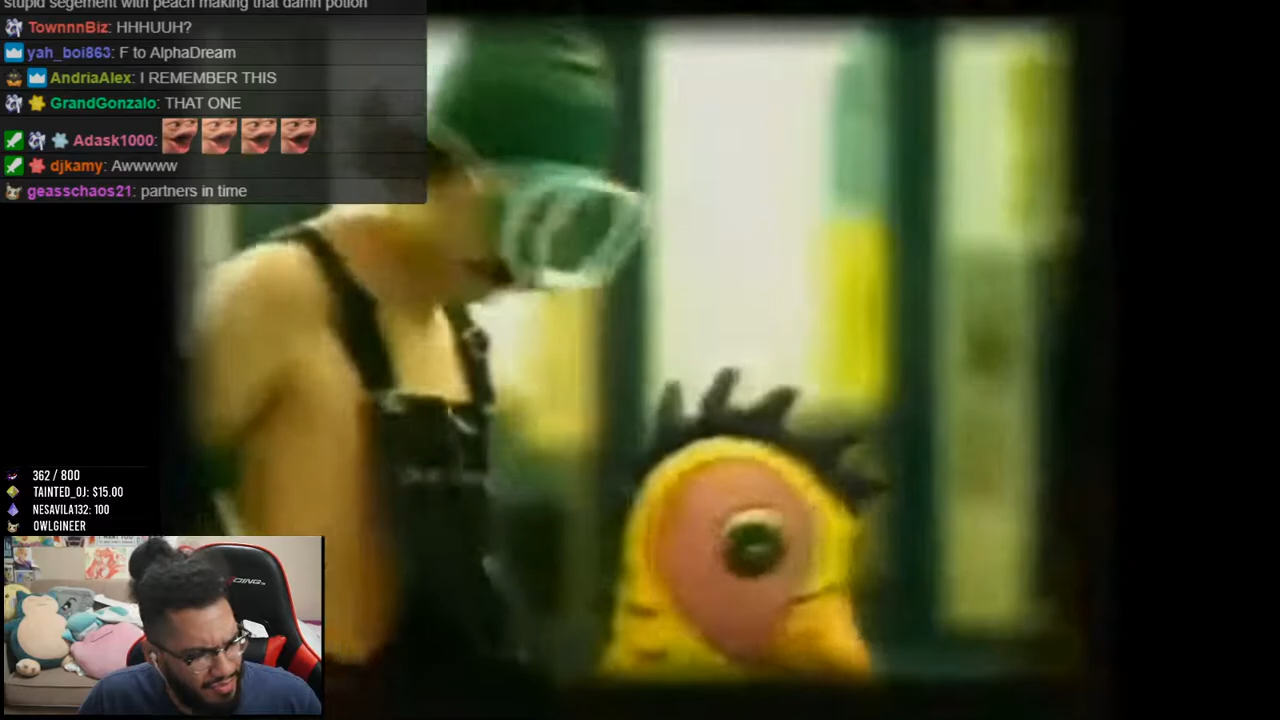 stupid segement with peach making that damn potion
TownnnBiz: HHHUUH?
yah_boi863: F to AlphaDream
AndriaAlex: I REMEMBER THIS
GrandGonzalo: THAT ONE
Adask1000:
djkamy: Awwwww
geasschaos21: partners in time
362 / 800
TAINTED_OJ: $15.00
NESAVILA132: 100
OWLGINEER